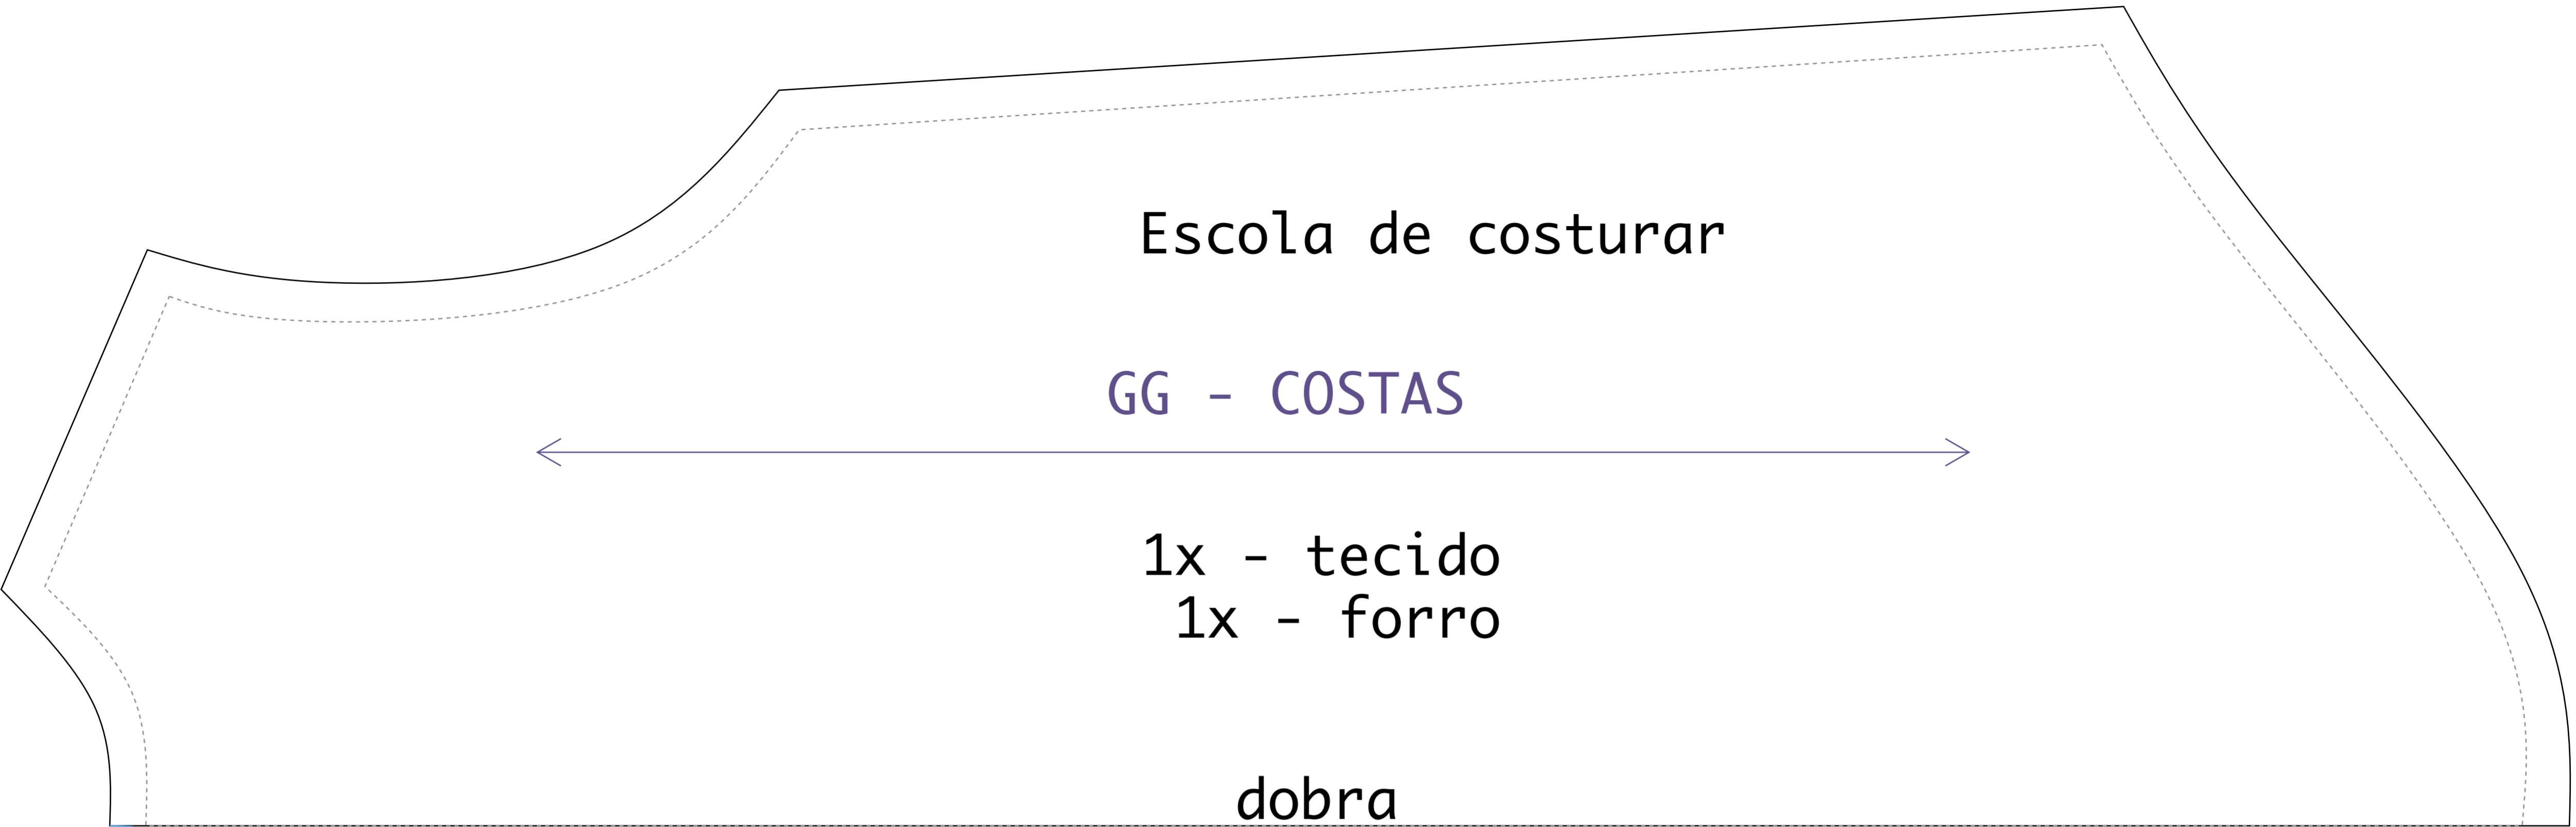 Escola de costurar
GG - COSTAS
1x - tecido
1x - forro
dobra